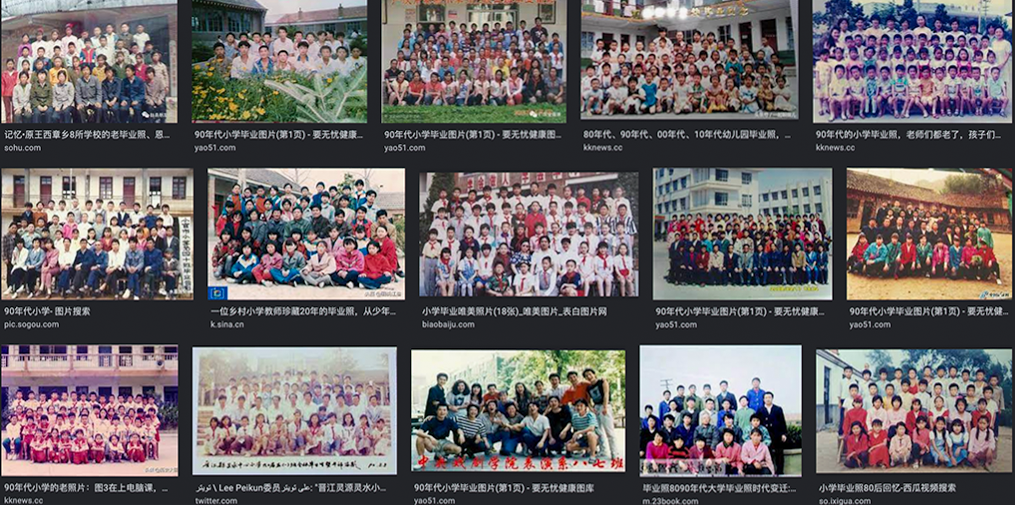 记忆•原王西章乡8所学校的老毕业照、恩...
sohu.com
90年代小学毕业图片(第1页) - 要无忧健康...
yao51.com
90年代小学毕业图片(第1页) - 要无忧健康图...
yao51.com
80年代、90年代、00年代、10年代幼儿园毕业照，...
kknews.cc
90年代的小学毕业照，老师们都老了，孩子们...
kknews.cc
90年代小学- 图片搜索
pic.sogou.com
一位乡村小学教师珍藏20年的毕业照，从少年...
k.sina.cn
小学毕业唯美照片(18张)_唯美图片_表白图片网
biaobaiju.com
90年代小学毕业图片(第1页) - 要无忧健康...
yao51.com
90年代小学毕业图片(第1页) - 要无忧健...
yao51.com
中央戏剧学院表演系八七班
90年代小学的老照片：图3在上电脑课，...
kknews.cc
علی تويتر \ Lee Peikun委员 تويتر: "晋江灵源灵水小...
twitter.com
90年代小学毕业图片(第1页) - 要无忧健康图库
yao51.com
毕业照8090年代大学毕业照时代变迁:...
m.23book.com
小学毕业照80后回忆-西瓜视频搜索
so.ixigua.com